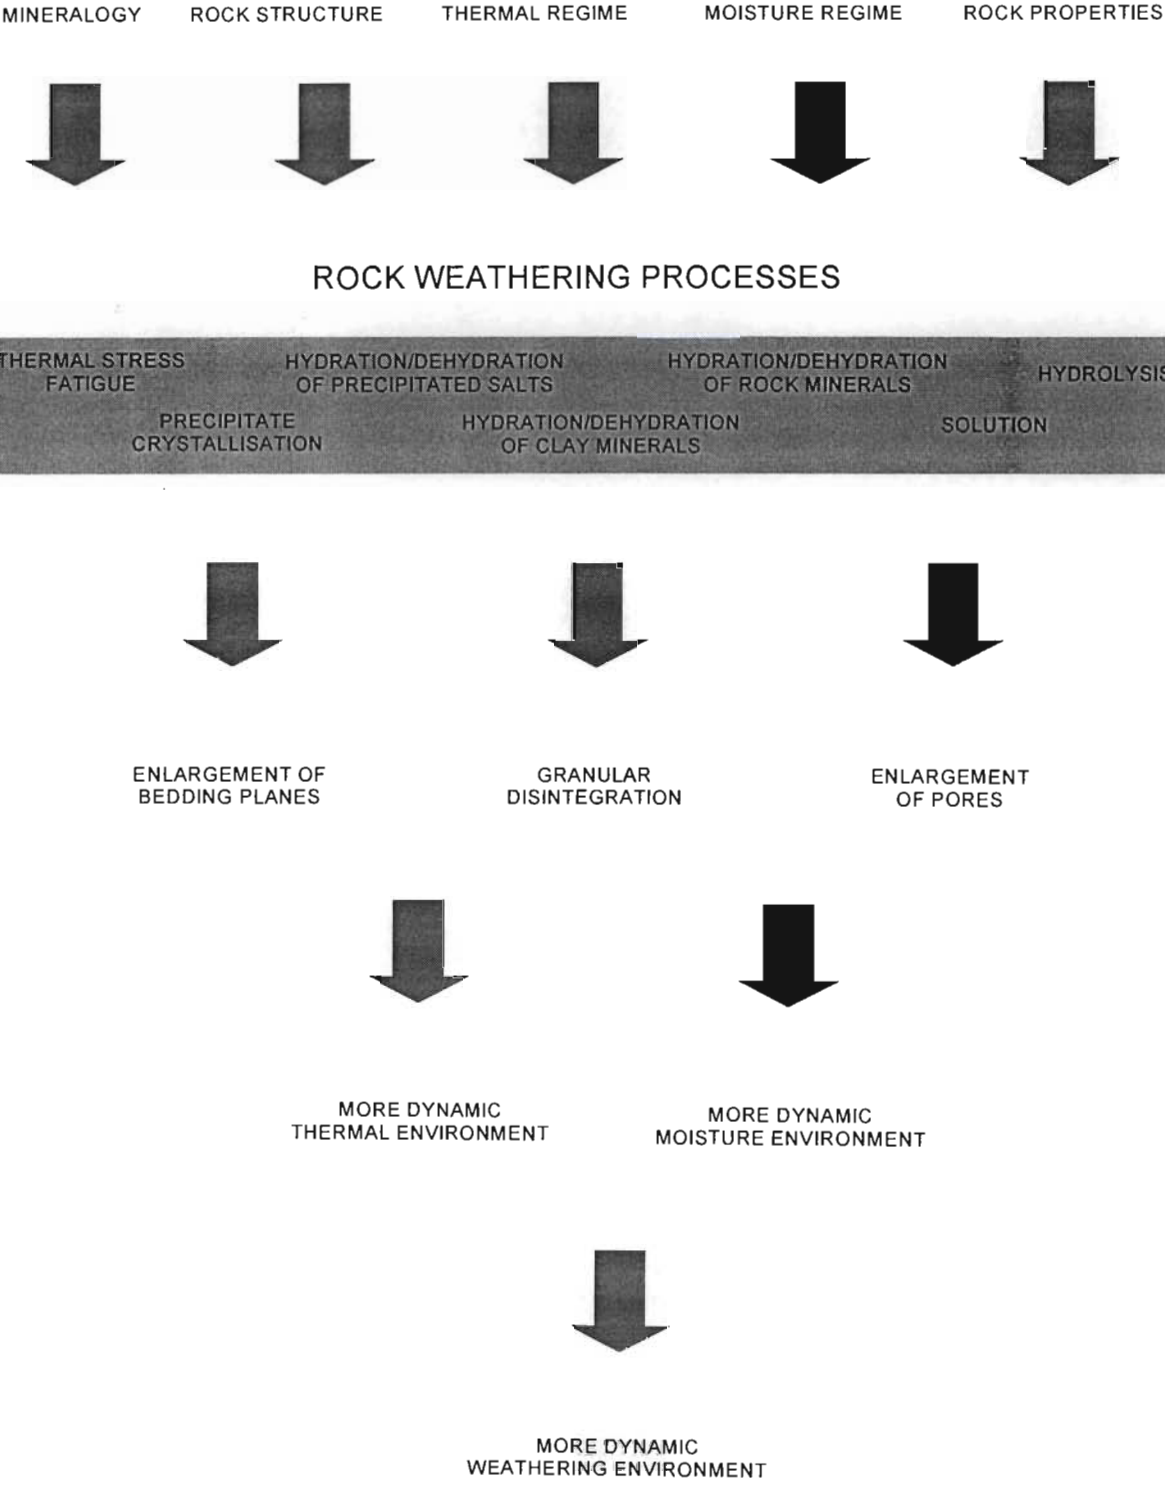 MINERALOGY ROCK STRUCTURE THERMAL REGIME MOISTURE REGIME ROCK PROPERTIES
ROCK WEATHERING PROCESSES
THERMAL STRESS
FATIGUE
HYDRATION/DEHYDRATION
OF PRECIPITATED SALTS
HYDRATION/DEHYDRATION
OF ROCK MINERALS
HYDROLYSIS
PRECIPITATE
CRYSTALLISATION
HYDRATION/DEHYDRATION
OF CLAY MINERALS
SOLUTION
ENLARGEMENT OF
BEDDING PLANES
GRANULAR
DISINTEGRATION
ENLARGEMENT
OF PORES
MORE DYNAMIC
THERMAL ENVIRONMENT
MORE DYNAMIC
MOISTURE ENVIRONMENT
MORE DYNAMIC
WEATHERING ENVIRONMENT